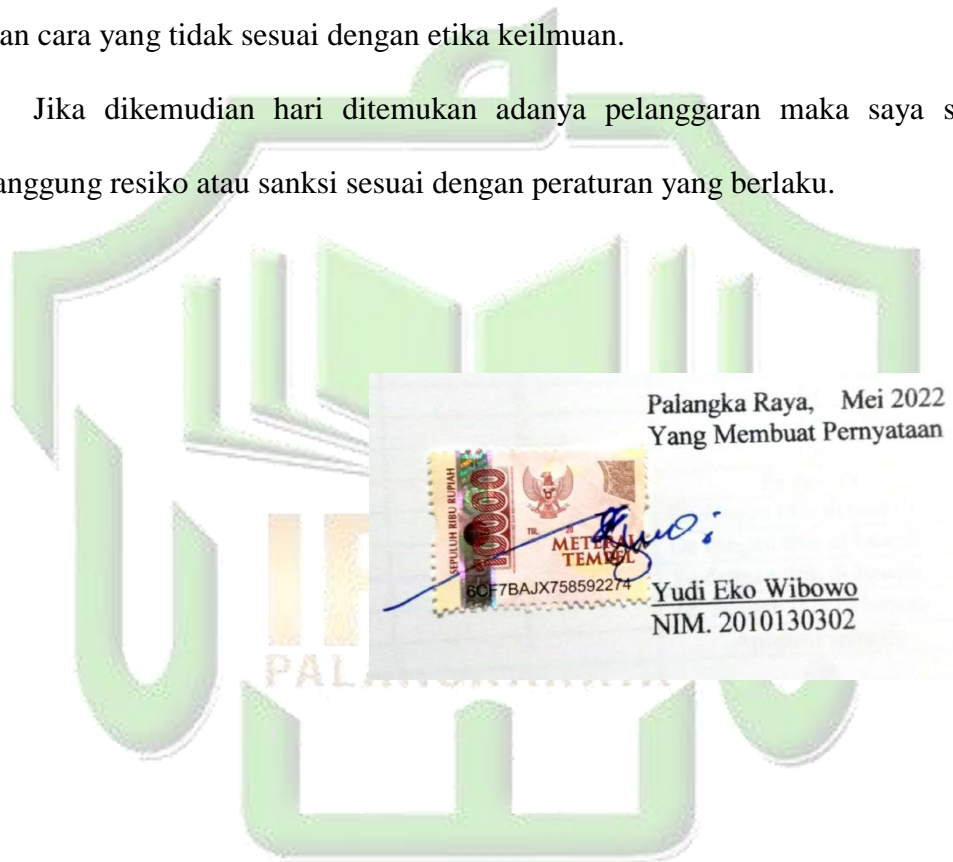 an cara yang tidak sesuai dengan etika keilmuan.
Jika dikemudian hari ditemukan adanya pelanggaran maka saya s
anggung resiko atau sanksi sesuai dengan peraturan yang berlaku.
Palangka Raya, Mei 2022
Yang Membuat Pernyataan
SEPULUH RIBU RUPIAH
10000
TGL. 20
METERAI
TEMPEL
6CF7BAJX758592274
Yudi Eko Wibowo
NIM. 2010130302